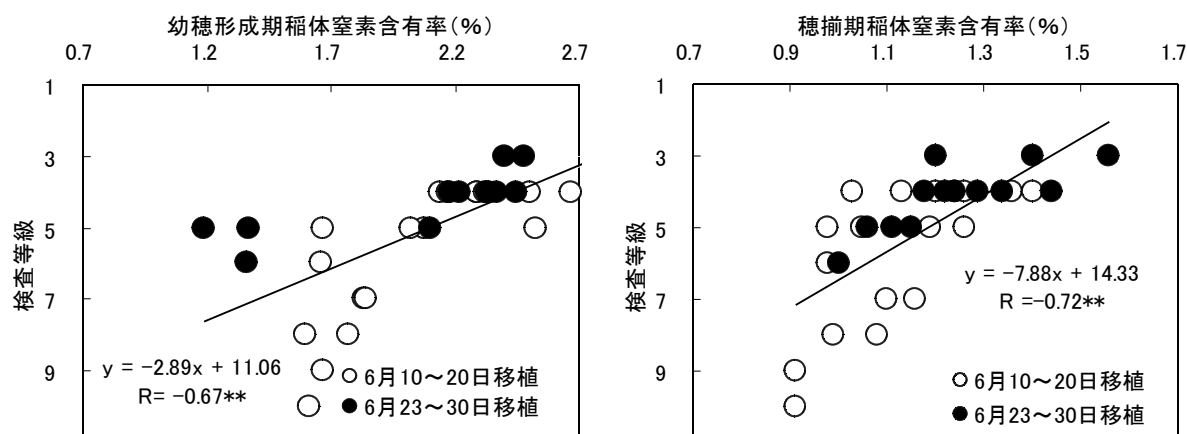 幼穂形成期稲体窒素含有率(%)
0.7 1.2 1.7 2.2 2.7
1
3
5
7
9
検査等級
y = -2.89x + 11.06
R= -0.67**
6月10~20日移植
6月23~30日移植
穂揃期稲体窒素含有率(%)
0.7 0.9 1.1 1.3 1.5 1.7
1
3
5
7
9
検査等級
y = -7.88x + 14.33
R =-0.72**
6月10~20日移植
6月23~30日移植